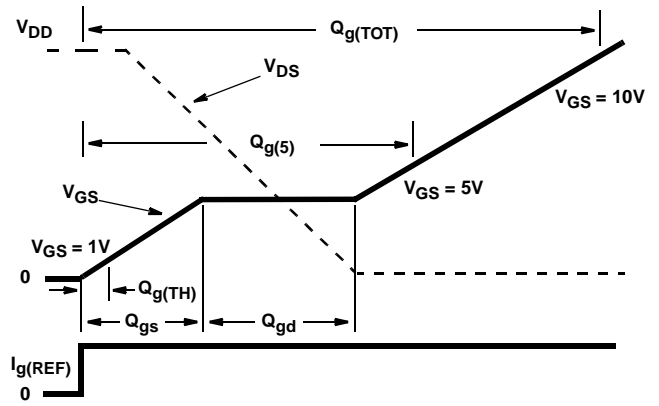 V_DD
Q_g(TOT)
V_DS
V_GS = 10V
Q_g(5)
V_GS
V_GS = 5V
V_GS = 1V
0
Q_g(TH)
Q_gs
Q_gd
I_g(REF)
0